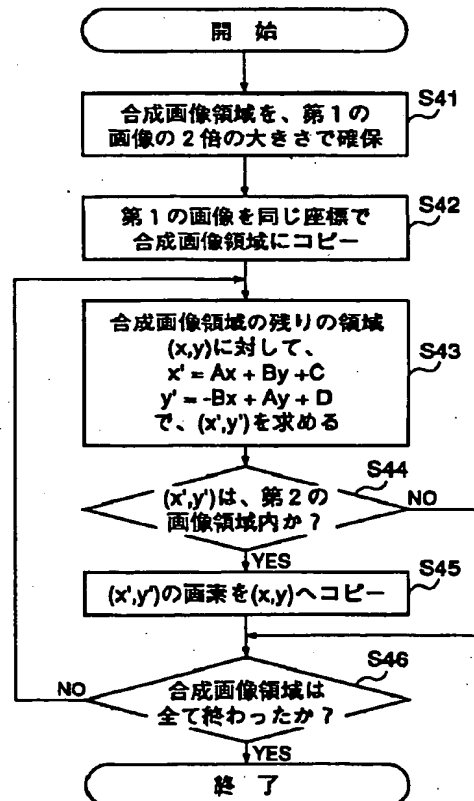 開 始
S41
合成画像領域を、第1の
画像の2倍の大きさで確保
S42
第1の画像を同じ座標で
合成画像領域にコピー
S43
合成画像領域の残りの領域
(x,y)に対して、
x' = Ax + By +C
y' = -Bx + Ay + D
で、(x',y')を求める
S44
(x',y')は、第2の
画像領域内か？
NO
YES
S45
(x',y')の画素を(x,y)へコピー
S46
合成画像領域は
全て終わったか？
NO
YES
終 了